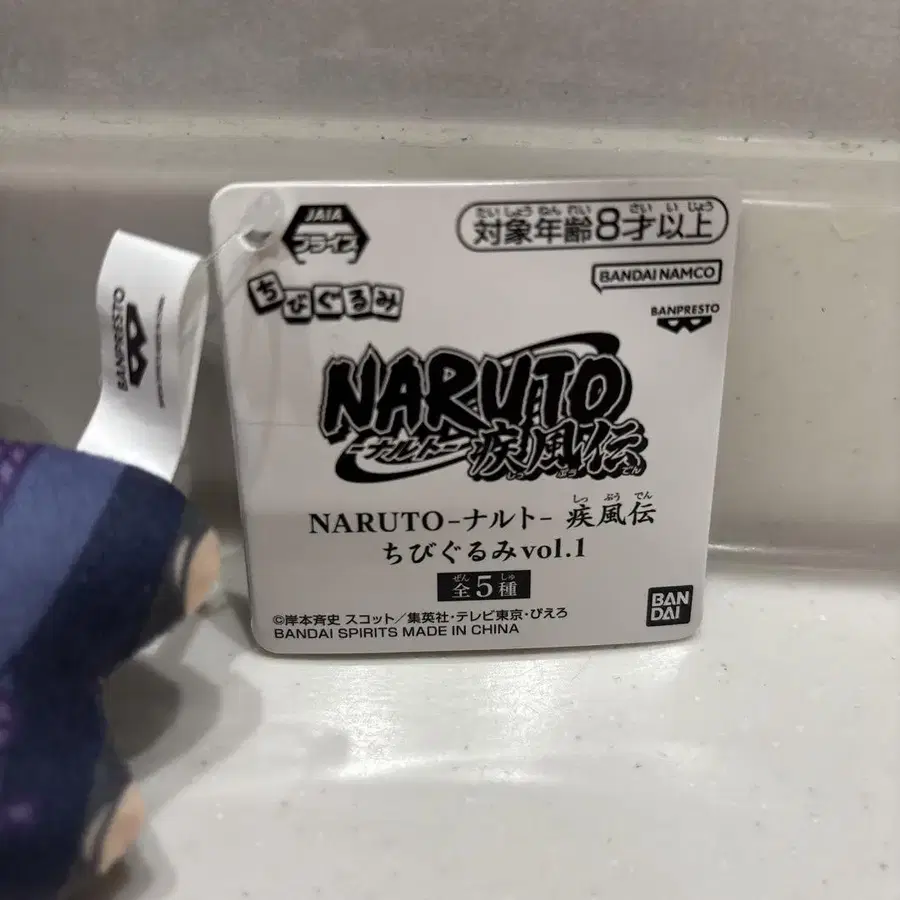 JAIA
プライズ
たいしょうねんれい さいいじょう
対象年齢8才以上
ちびぐるみ
BANDAI NAMCO
BANPRESTO
BANPRESTO
NARUTO
-ナルト-
疾風伝
しっ ぷう でん
しっ ぷう でん
NARUTO-ナルト- 疾風伝
ちびぐるみvol.1
ぜん しゅ
全5種
©岸本斉史 スコット／集英社・テレビ東京・ぴえろ
BANDAI SPIRITS MADE IN CHINA
BAN
DAI